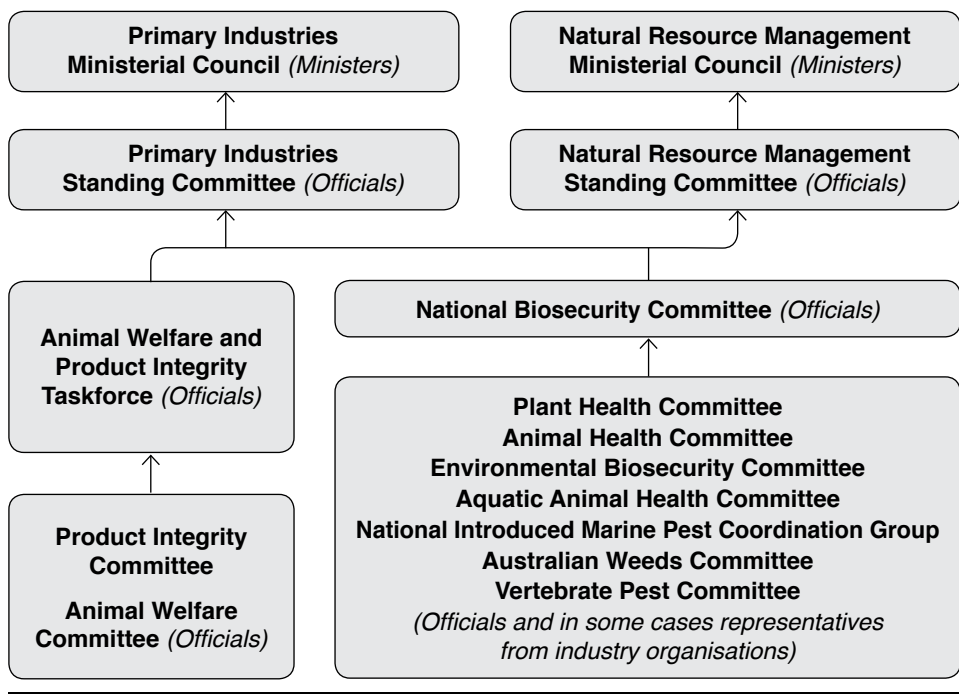 Primary Industries
Ministerial Council (Ministers)
Natural Resource Management
Ministerial Council (Ministers)
Primary Industries
Standing Committee (Officials)
Natural Resource Management
Standing Committee (Officials)
Animal Welfare and
Product Integrity
Taskforce (Officials)
National Biosecurity Committee (Officials)
Product Integrity
Committee
Animal Welfare
Committee (Officials)
Plant Health Committee
Animal Health Committee
Environmental Biosecurity Committee
Aquatic Animal Health Committee
National Introduced Marine Pest Coordination Group
Australian Weeds Committee
Vertebrate Pest Committee
(Officials and in some cases representatives
from industry organisations)